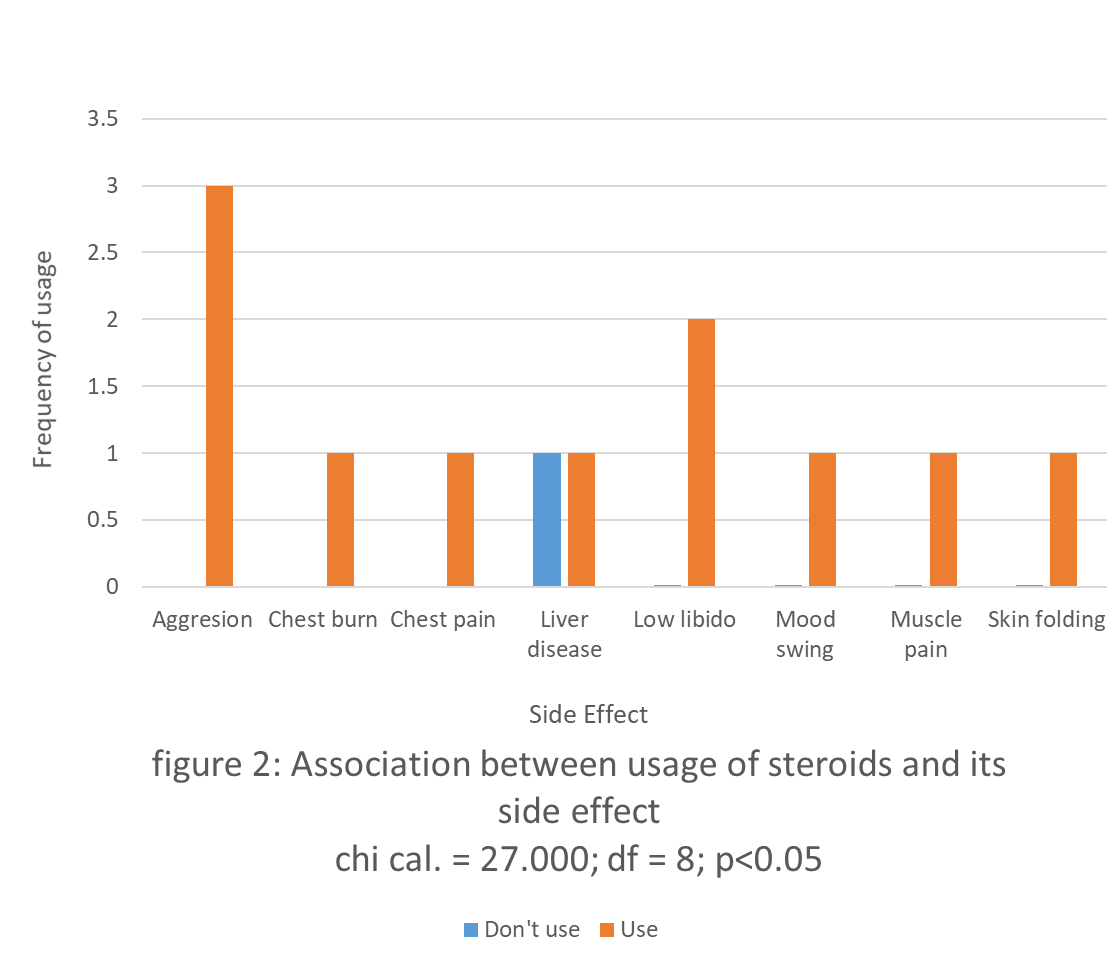 3.5
3
2.5
2
1.5
1
0.5
0
Frequency of usage
Aggresion
Chest burn
Chest pain
Liver
disease
Low libido
Mood
swing
Muscle
pain
Skin folding
Side Effect
figure 2: Association between usage of steroids and its
side effect
chi cal. = 27.000; df = 8; p<0.05
Don't use
Use